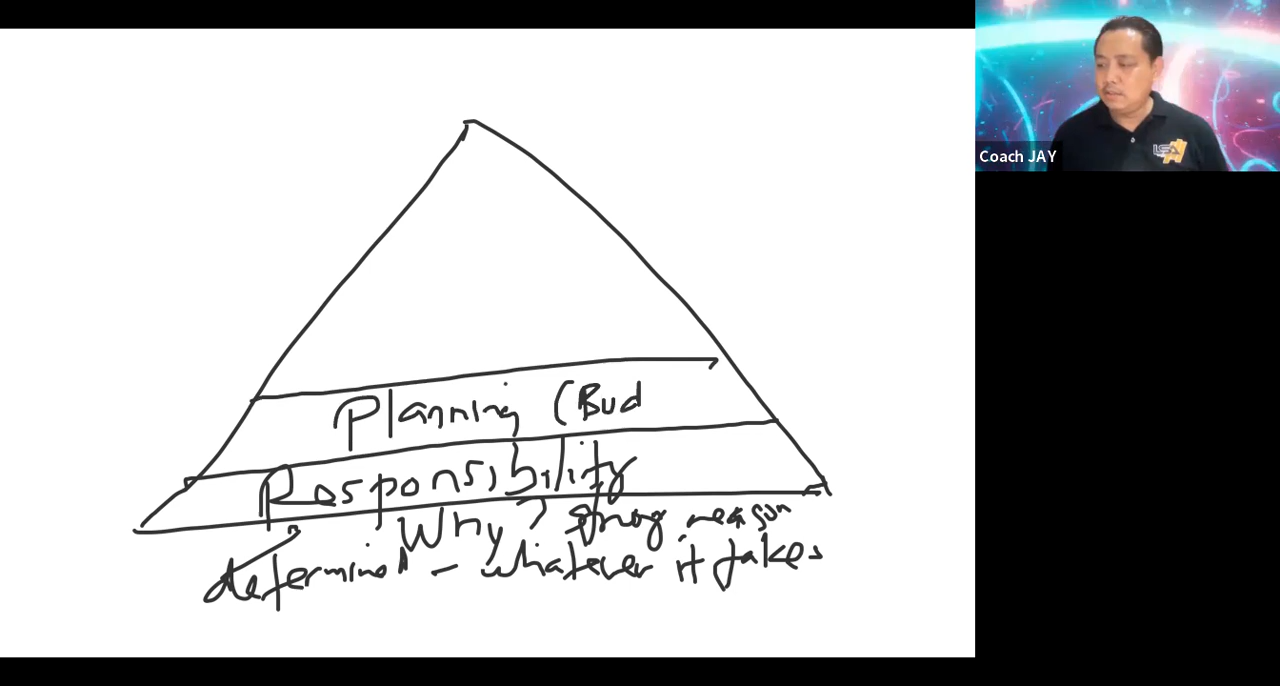 Coach JAY
Planning (Bud
Responsibility
Why? strong reason
determined - whatever it takes